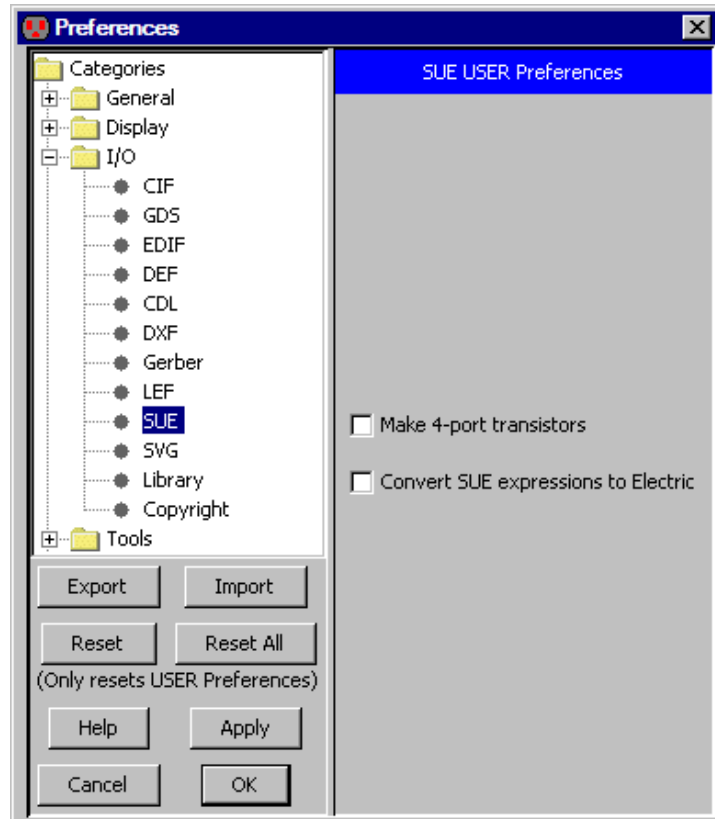 Preferences
Categories
General
Display
I/O
CIF
GDS
EDIF
DEF
CDL
DXF
Gerber
LEF
SUE
SVG
Library
Copyright
Tools
Export Import
Reset Reset All
(Only resets USER Preferences)
Help Apply
Cancel OK
SUE USER Preferences
Make 4-port transistors
Convert SUE expressions to Electric